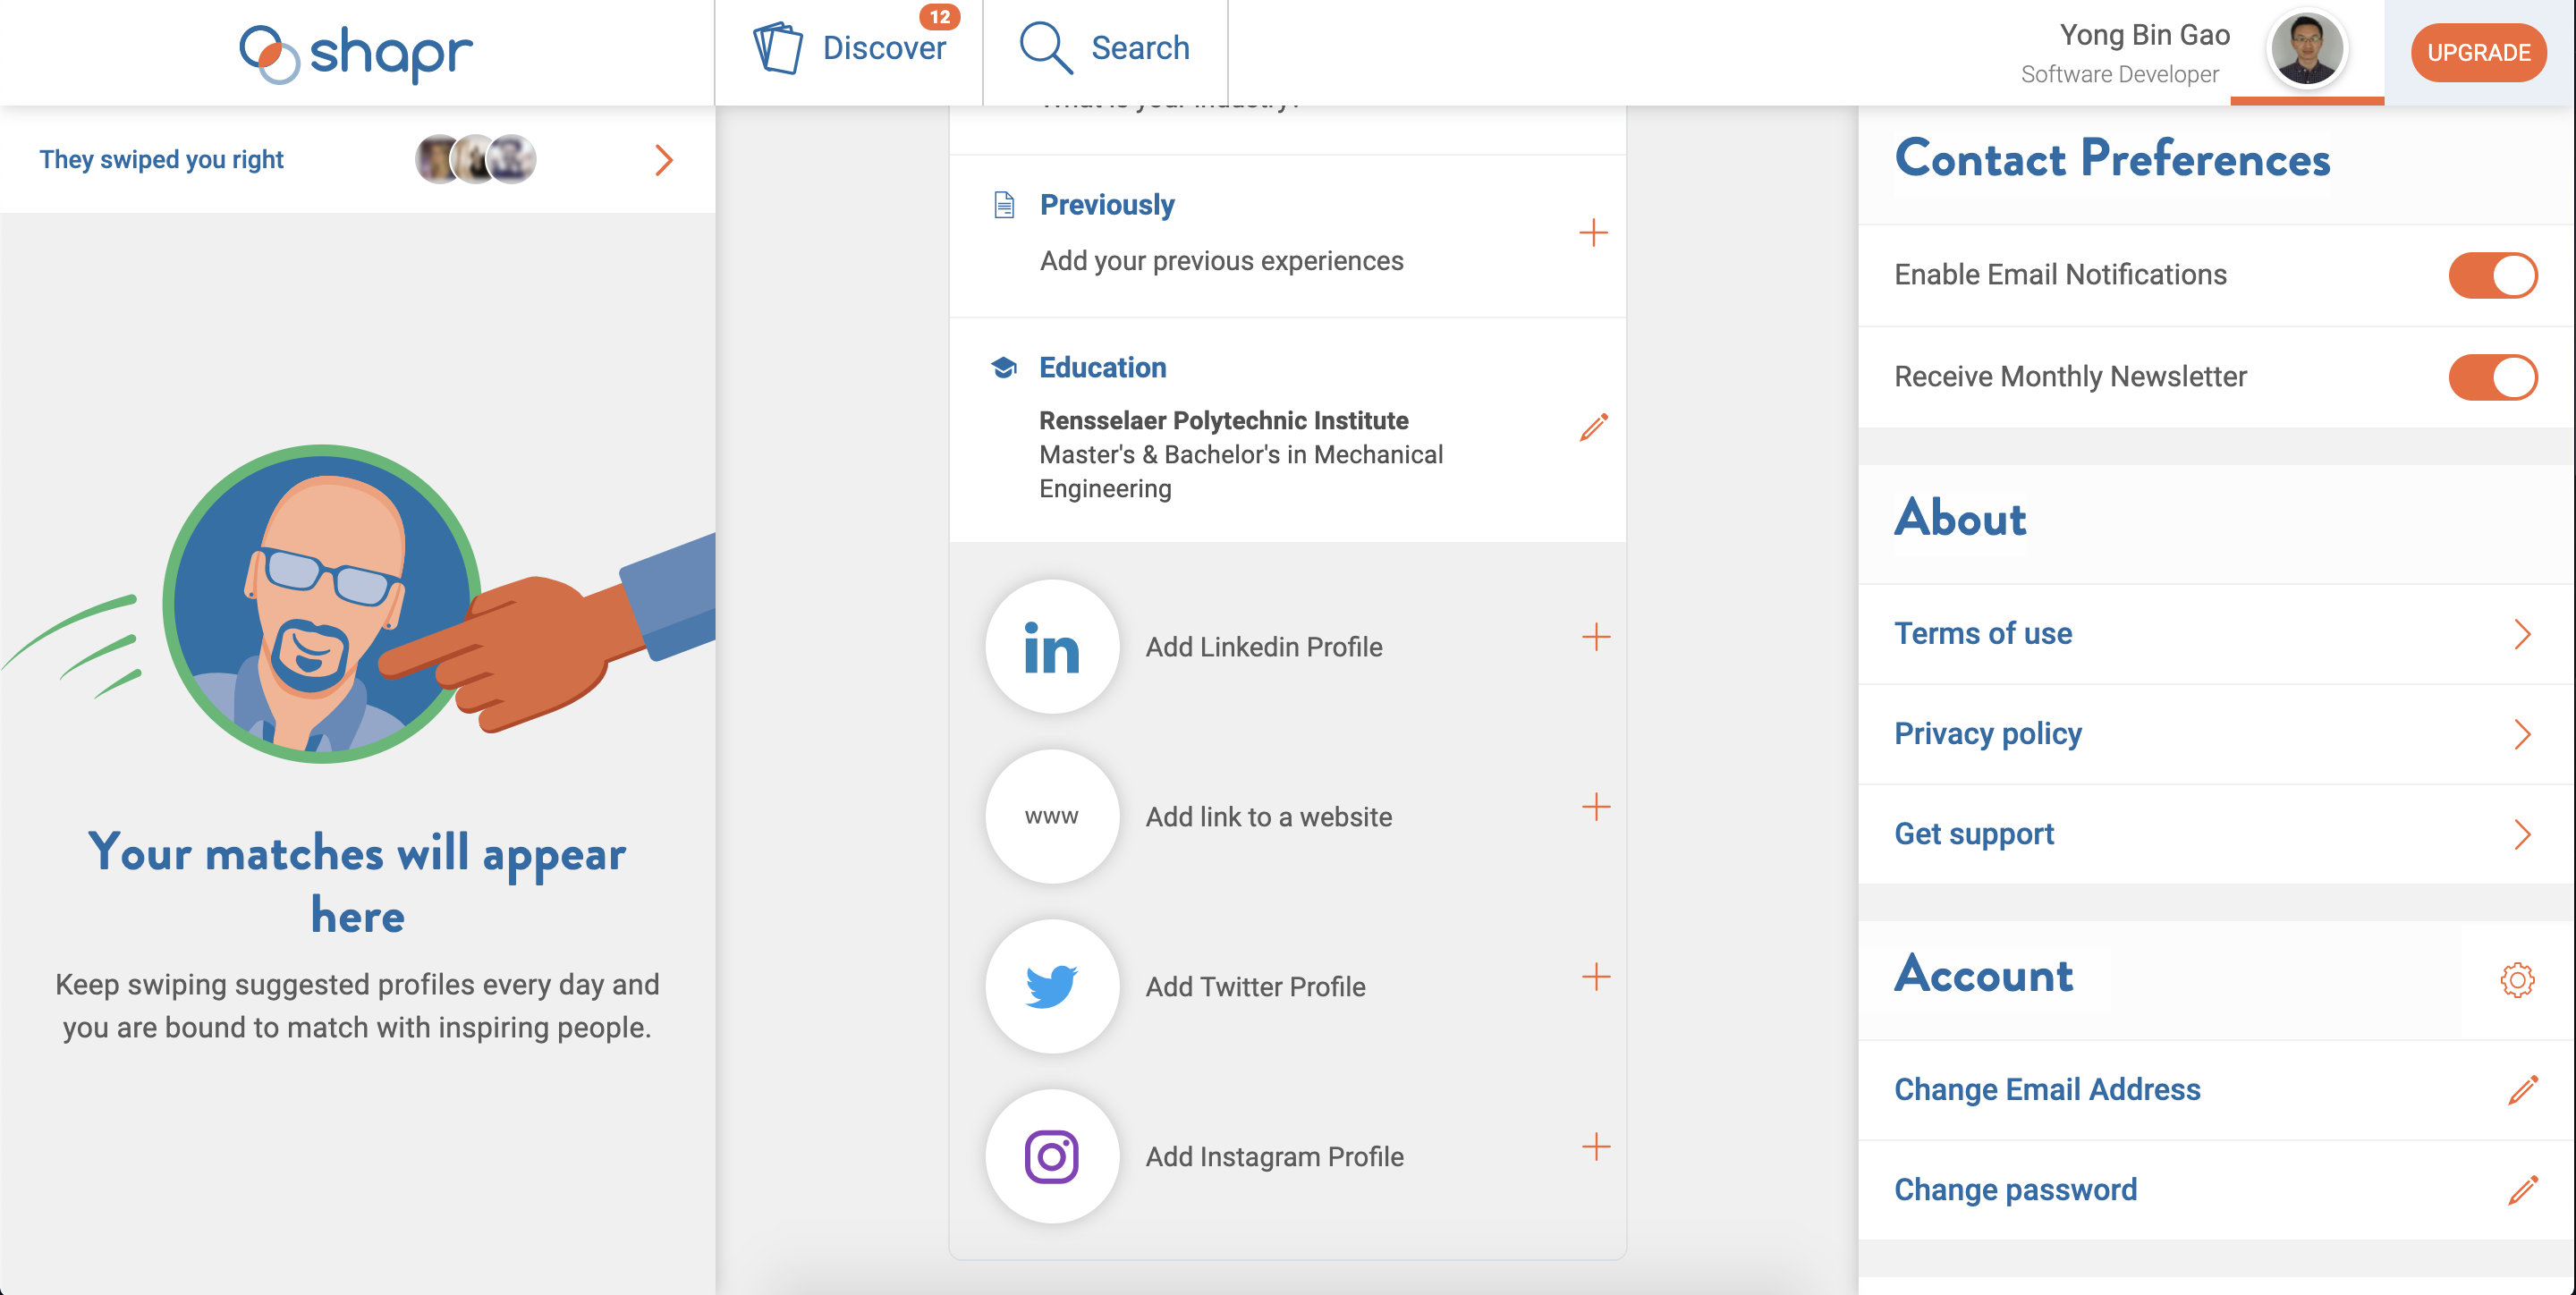 shapr
Discover
12
Search
Yong Bin Gao
Software Developer
UPGRADE
They swiped you right
Your matches will appear
here
Keep swiping suggested profiles every day and
you are bound to match with inspiring people.
What is your industry?
Previously
Add your previous experiences
Education
Rensselaer Polytechnic Institute
Master's & Bachelor's in Mechanical
Engineering
in
Add Linkedin Profile
www
Add link to a website
Add Twitter Profile
Add Instagram Profile
Contact Preferences
Enable Email Notifications
Receive Monthly Newsletter
About
Terms of use
Privacy policy
Get support
Account
Change Email Address
Change password